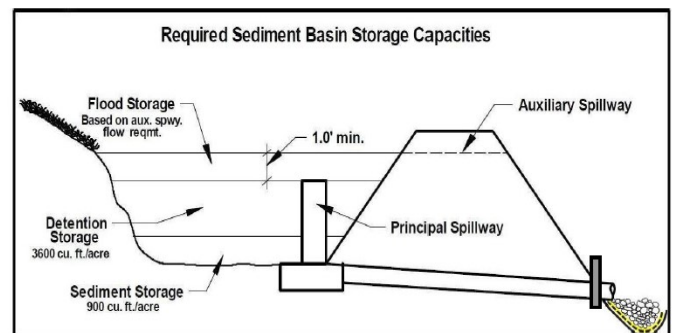 Required Sediment Basin Storage Capacities
Flood Storage
Based on aux. spwy.
flow reqmt.
1.0' min.
Auxiliary Spillway
Detention
Storage
3600 cu. ft./acre
Principal Spillway
Sediment Storage
900 cu. ft./acre